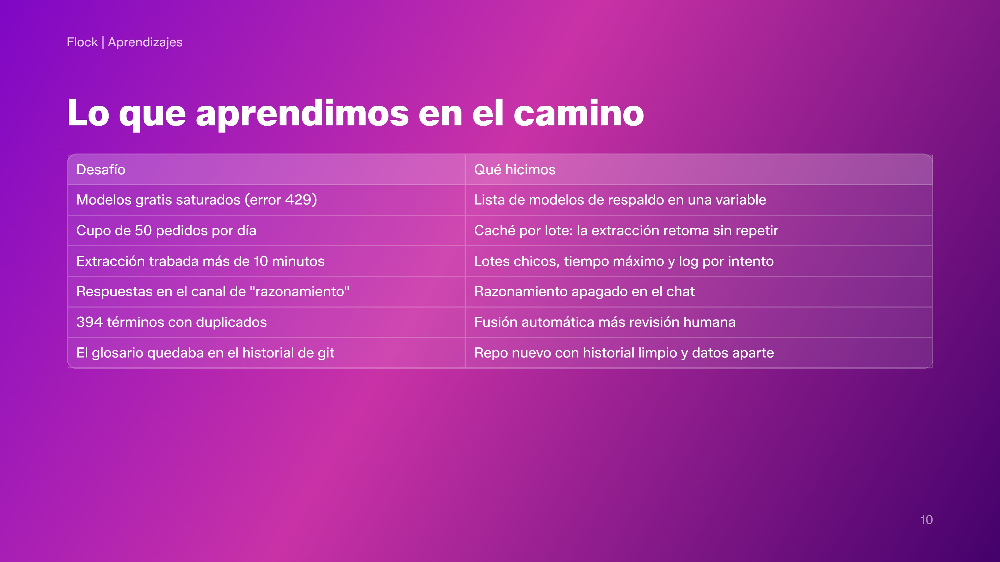 Flock | Aprendizajes
Lo que aprendimos en el camino
Desafío
Qué hicimos
Modelos gratis saturados (error 429)
Lista de modelos de respaldo en una variable
Cupo de 50 pedidos por día
Caché por lote: la extracción retoma sin repetir
Extracción trabada más de 10 minutos
Lotes chicos, tiempo máximo y log por intento
Respuestas en el canal de "razonamiento"
Razonamiento apagado en el chat
394 términos con duplicados
Fusión automática más revisión humana
El glosario quedaba en el historial de git
Repo nuevo con historial limpio y datos aparte
10